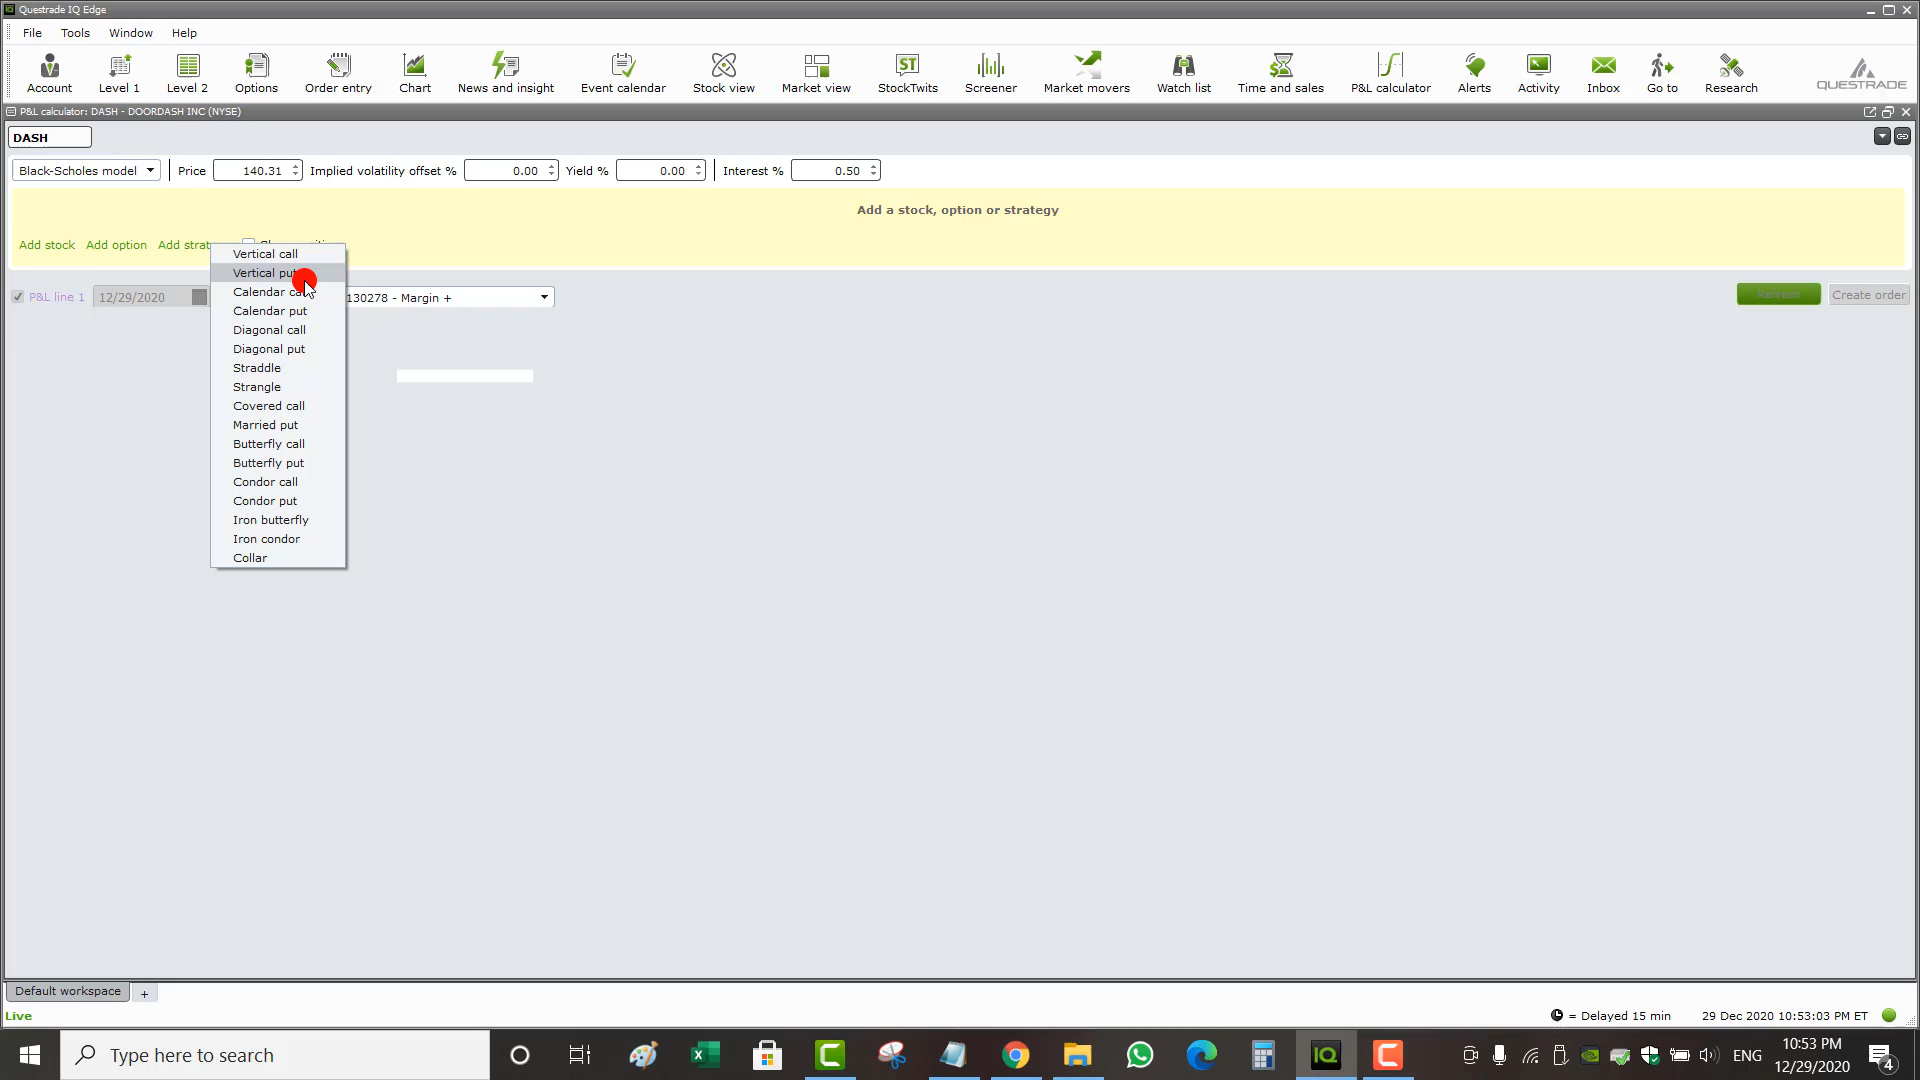 Questrade IQ Edge
File Tools Window Help
Account Level 1 Level 2 Options Order entry Chart News and insight Event calendar Stock view Market view StockTwits Screener Market movers Watch list Time and sales P&L calculator Alerts Activity Inbox Go to Research QUESTRADE
P&L calculator: DASH - DOORDASH INC (NYSE)
DASH
Black-Scholes model Price 140.31 Implied volatility offset % 0.00 Yield % 0.00 Interest % 0.50
Add a stock, option or strategy
Add stock Add option Add strat
Vertical call
Vertical put
P&L line 1 12/29/2020 130278 - Margin + Refresh Create order
Calendar call
Calendar put
Diagonal call
Diagonal put
Straddle
Strangle
Covered call
Married put
Butterfly call
Butterfly put
Condor call
Condor put
Iron butterfly
Iron condor
Collar
Default workspace +
Live = Delayed 15 min 29 Dec 2020 10:53:03 PM ET
Type here to search IQ ENG 10:53 PM
12/29/2020 4